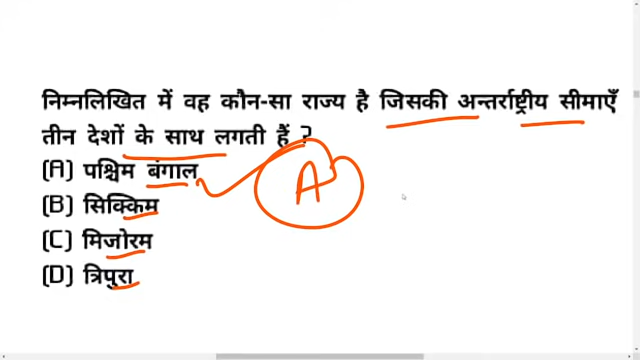 निम्नलिखित में वह कौन-सा राज्य है जिसकी अन्तर्राष्ट्रीय सीमाएँ
तीन देशों के साथ लगती हैं ?
(A) पश्चिम बंगाल
A
(B) सिक्किम
(C) मिजोरम
(D) त्रिपुरा